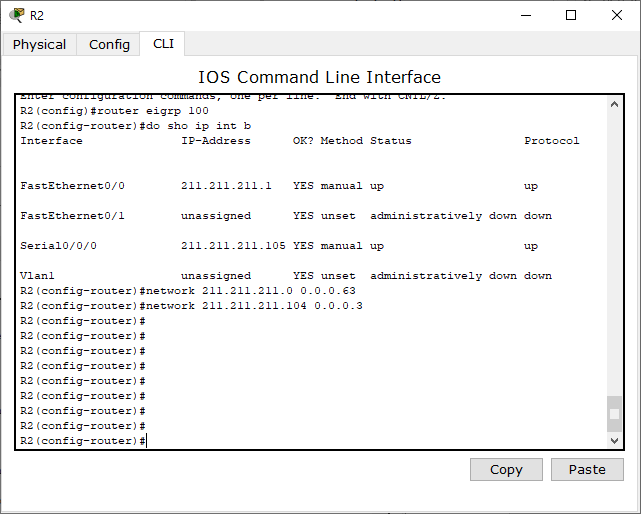 R2
Physical Config CLI
IOS Command Line Interface
Enter configuration commands, one per line. End with CNTL/Z.
R2(config)#router eigrp 100
R2(config-router)#do sho ip int b
Interface IP-Address OK? Method Status Protocol
FastEthernet0/0 211.211.211.1 YES manual up up
FastEthernet0/1 unassigned YES unset administratively down down
Serial0/0/0 211.211.211.105 YES manual up up
Vlan1 unassigned YES unset administratively down down
R2(config-router)#network 211.211.211.0 0.0.0.63
R2(config-router)#network 211.211.211.104 0.0.0.3
R2(config-router)#
R2(config-router)#
R2(config-router)#
R2(config-router)#
R2(config-router)#
R2(config-router)#
R2(config-router)#
R2(config-router)#
R2(config-router)#
Copy Paste